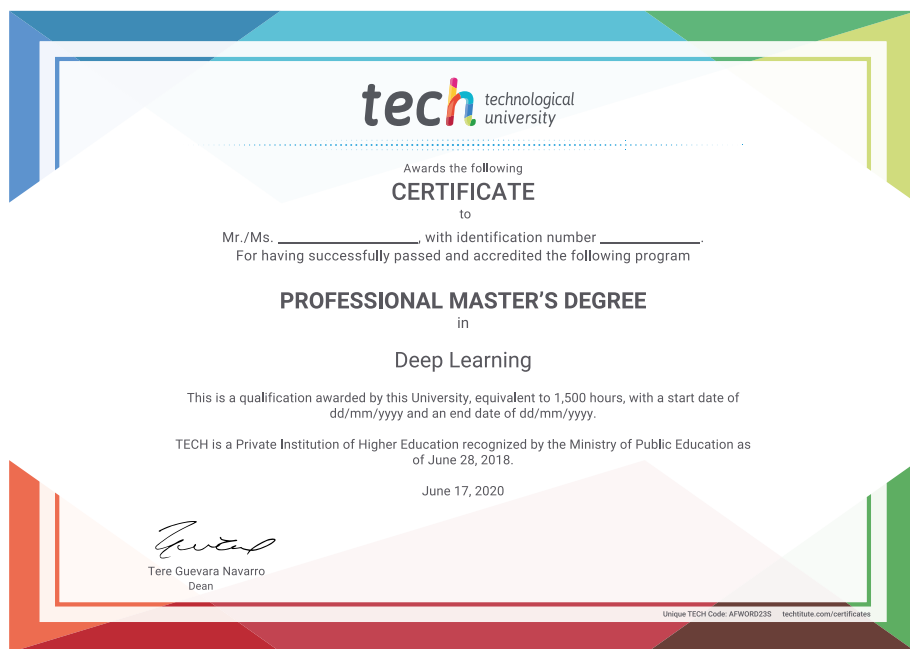 tech technological
university
Awards the following
CERTIFICATE
to
Mr./Ms. ____________________, with identification number ______________.
For having successfully passed and accredited the following program
PROFESSIONAL MASTER'S DEGREE
in
Deep Learning
This is a qualification awarded by this University, equivalent to 1,500 hours, with a start date of
dd/mm/yyyy and an end date of dd/mm/yyyy.
TECH is a Private Institution of Higher Education recognized by the Ministry of Public Education as
of June 28, 2018.
June 17, 2020
Tere Guevara Navarro
Dean
Unique TECH Code: AFWORD23S techtitute.com/certificates